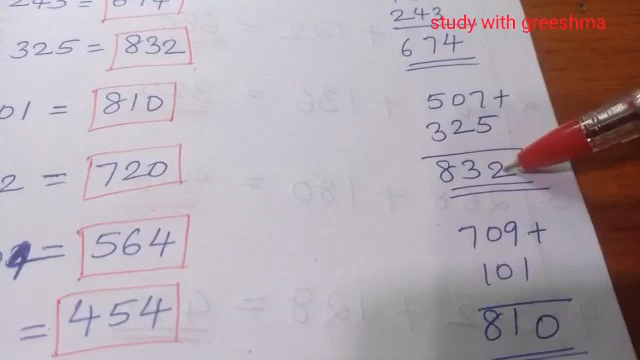 243 = 674
325 = 832
01 = 810
2 = 720
= 564
= 454
243
674
507+
325
832
709+
101
810
study with greeshma